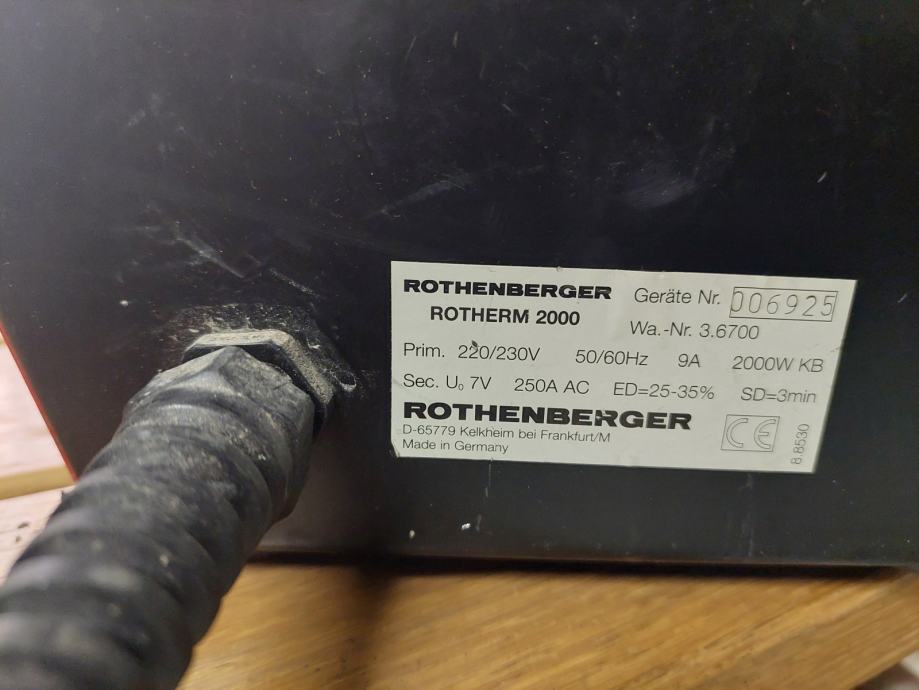 ROTHENBERGER Geräte Nr. 006925
ROTHERM 2000 Wa.-Nr. 3.6700
Prim. 220/230V 50/60Hz 9A 2000W KB
Sec. U₀ 7V 250A AC ED=25-35% SD=3min
ROTHENBERGER
D-65779 Kelkheim bei Frankfurt/M
Made in Germany
CE
8.8530